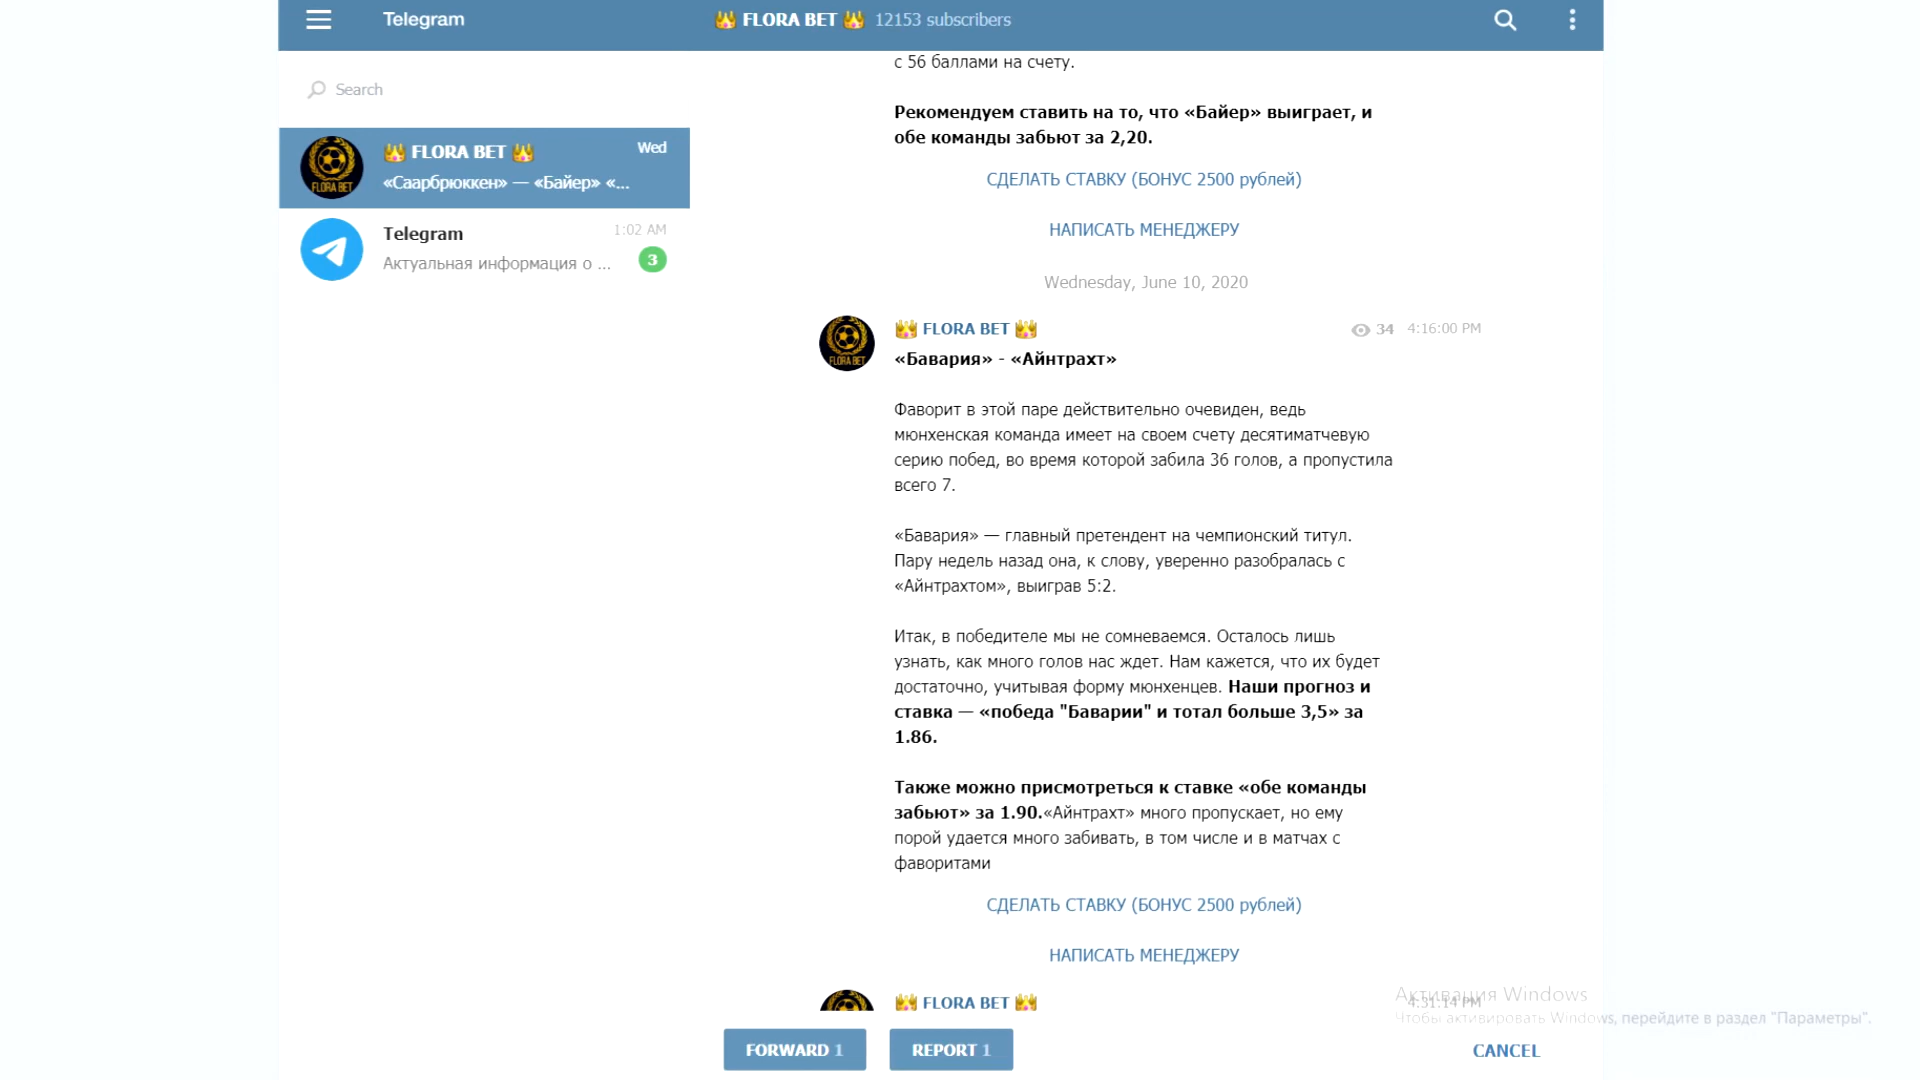 Telegram
FLORA BET 12153 subscribers
Search
FLORA BET
Wed
«Саарбрюккен» — «Байер» «...
Telegram
1:02 AM
Актуальная информация о ...
3
с 56 баллами на счету.
Рекомендуем ставить на то, что «Байер» выиграет, и
обе команды забьют за 2,20.
СДЕЛАТЬ СТАВКУ (БОНУС 2500 рублей)
НАПИСАТЬ МЕНЕДЖЕРУ
Wednesday, June 10, 2020
FLORA BET
FLORA BET
34 4:16:00 PM
«Бавария» - «Айнтрахт»
Фаворит в этой паре действительно очевиден, ведь
мюнхенская команда имеет на своем счету десятиматчевую
серию побед, во время которой забила 36 голов, а пропустила
всего 7.
«Бавария» — главный претендент на чемпионский титул.
Пару недель назад она, к слову, уверенно разобралась с
«Айнтрахтом», выиграв 5:2.
Итак, в победителе мы не сомневаемся. Осталось лишь
узнать, как много голов нас ждет. Нам кажется, что их будет
достаточно, учитывая форму мюнхенцев. Наши прогноз и
ставка — «победа "Баварии" и тотал больше 3,5» за
1.86.
Также можно присмотреться к ставке «обе команды
забьют» за 1.90.«Айнтрахт» много пропускает, но ему
порой удается много забивать, в том числе и в матчах с
фаворитами
СДЕЛАТЬ СТАВКУ (БОНУС 2500 рублей)
НАПИСАТЬ МЕНЕДЖЕРУ
FLORA BET
4:31:14 PM
Активация Windows
Чтобы активировать Windows, перейдите в раздел "Параметры".
FORWARD 1
REPORT 1
CANCEL